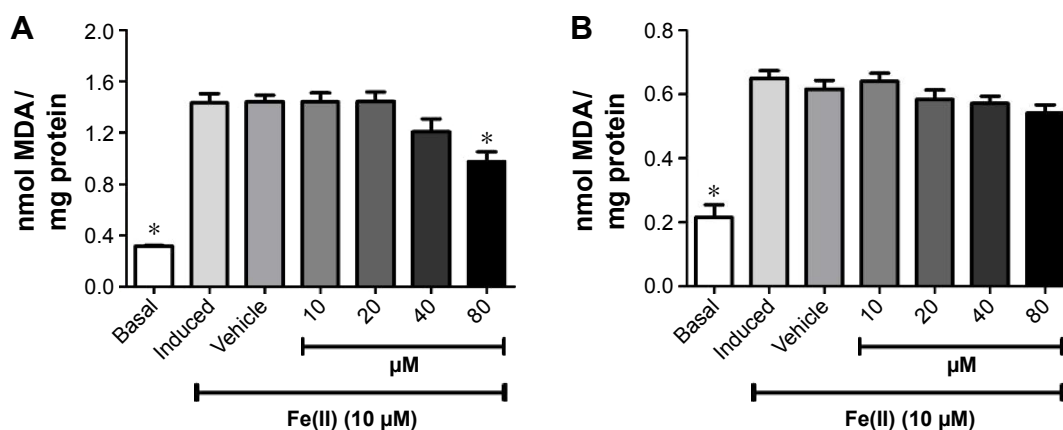 A
nmol MDA/
mg protein
2.0
1.6
1.2
0.8
0.4
0.0
*
*
Basal
Induced
Vehicle
10
20
40
80
µM
Fe(II) (10 µM)
B
nmol MDA/
mg protein
0.8
0.6
0.4
0.2
0.0
*
Basal
Induced
Vehicle
10
20
40
80
µM
Fe(II) (10 µM)